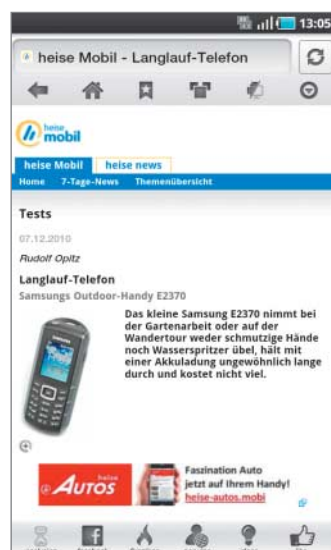 13:05
heise Mobil - Langlauf-Telefon
heise
mobil
heise Mobil heise news
Home 7-Tage-News Themenübersicht
Tests
07.12.2010
Rudolf Opitz
Langlauf-Telefon
Samsungs Outdoor-Handy E2370
Das kleine Samsung E2370 nimmt bei
der Gartenarbeit oder auf der
Wandertour weder schmutzige Hände
noch Wasserspritzer übel, hält mit
einer Akkuladung ungewöhnlich lange
durch und kostet nicht viel.
SAMSUNG
heise
AUTOS
Faszination Auto
jetzt auf Ihrem Handy!
heise-autos.mobi